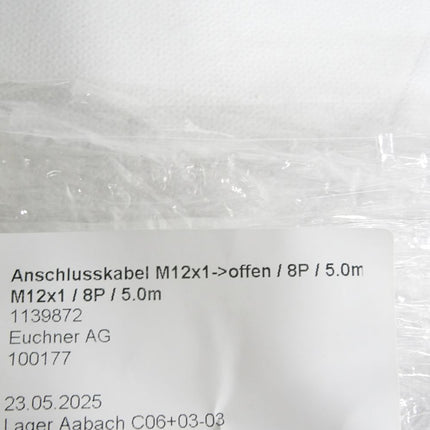 Anschlusskabel M12x1->offen / 8P / 5.0m
M12x1 / 8P / 5.0m
1139872
Euchner AG
100177
23.05.2025
Lager Aabach C06+03-03